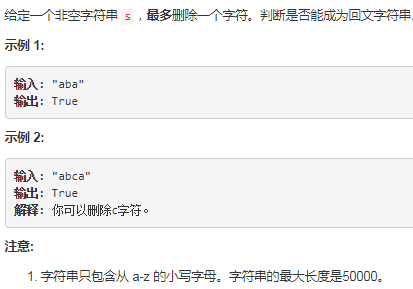 给定一个非空字符串 s，最多删除一个字符。判断是否能成为回文字符串。
示例 1:
输入: "aba"
输出: True
示例 2:
输入: "abca"
输出: True
解释: 你可以删除c字符。
注意:
1. 字符串只包含从 a-z 的小写字母。字符串的最大长度是50000。